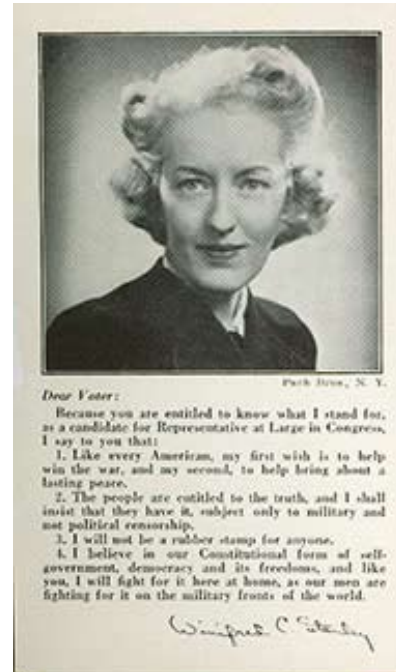 Bros., N. Y.
Dear Voter:
Because you are entitled to know what I stand for,
as a candidate for Representative at Large in Congress,
I say to you that:
1. Like every American, my first wish is to help
win the war, and my second, to help bring about a
lasting peace.
2. The people are entitled to the truth, and I shall
insist that they have it, subject only to military and
not political censorship.
3. I will not be a rubber stamp for anyone.
4. I believe in our Constitutional form of self-
government, democracy and its freedoms, and like
you, I will fight for it here at home, as our men are
fighting for it on the military fronts of the world.
Winifred C. Stanley